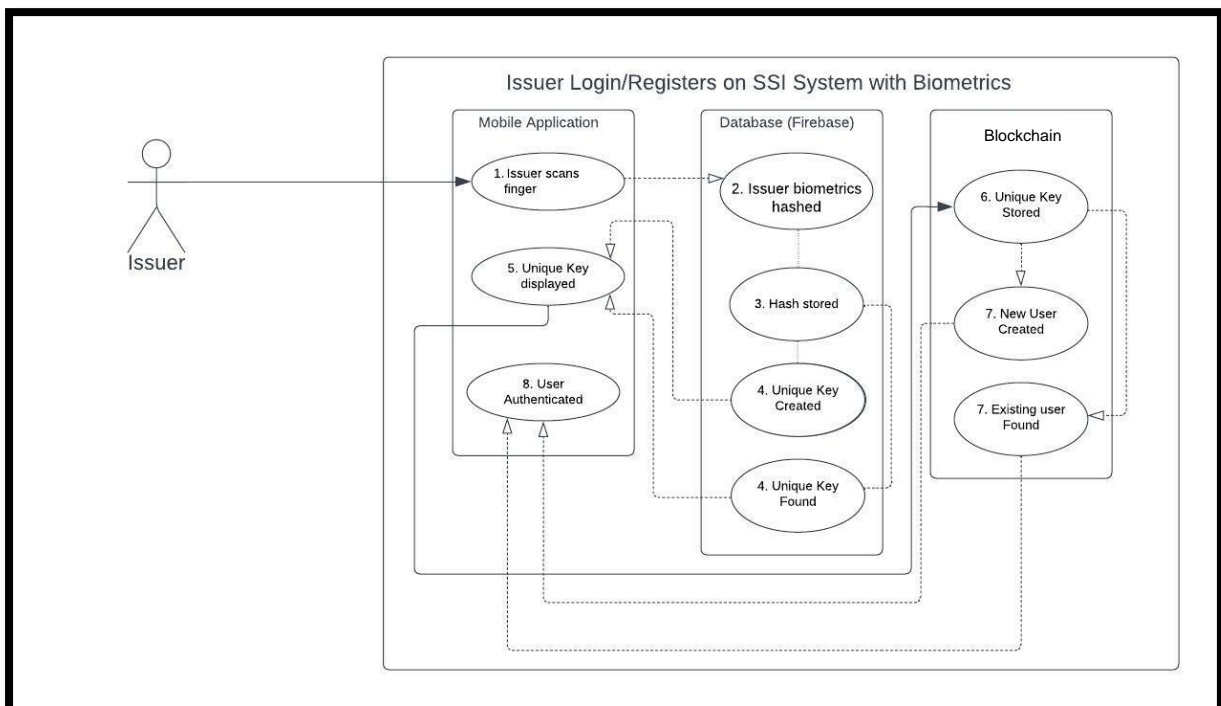 Issuer Login/Registers on SSI System with Biometrics
Mobile Application
Database (Firebase)
Blockchain
1. Issuer scans
finger
2. Issuer biometrics
hashed
6. Unique Key
Stored
Issuer
5. Unique Key
displayed
3. Hash stored
7. New User
Created
8. User
Authenticated
4. Unique Key
Created
7. Existing user
Found
4. Unique Key
Found